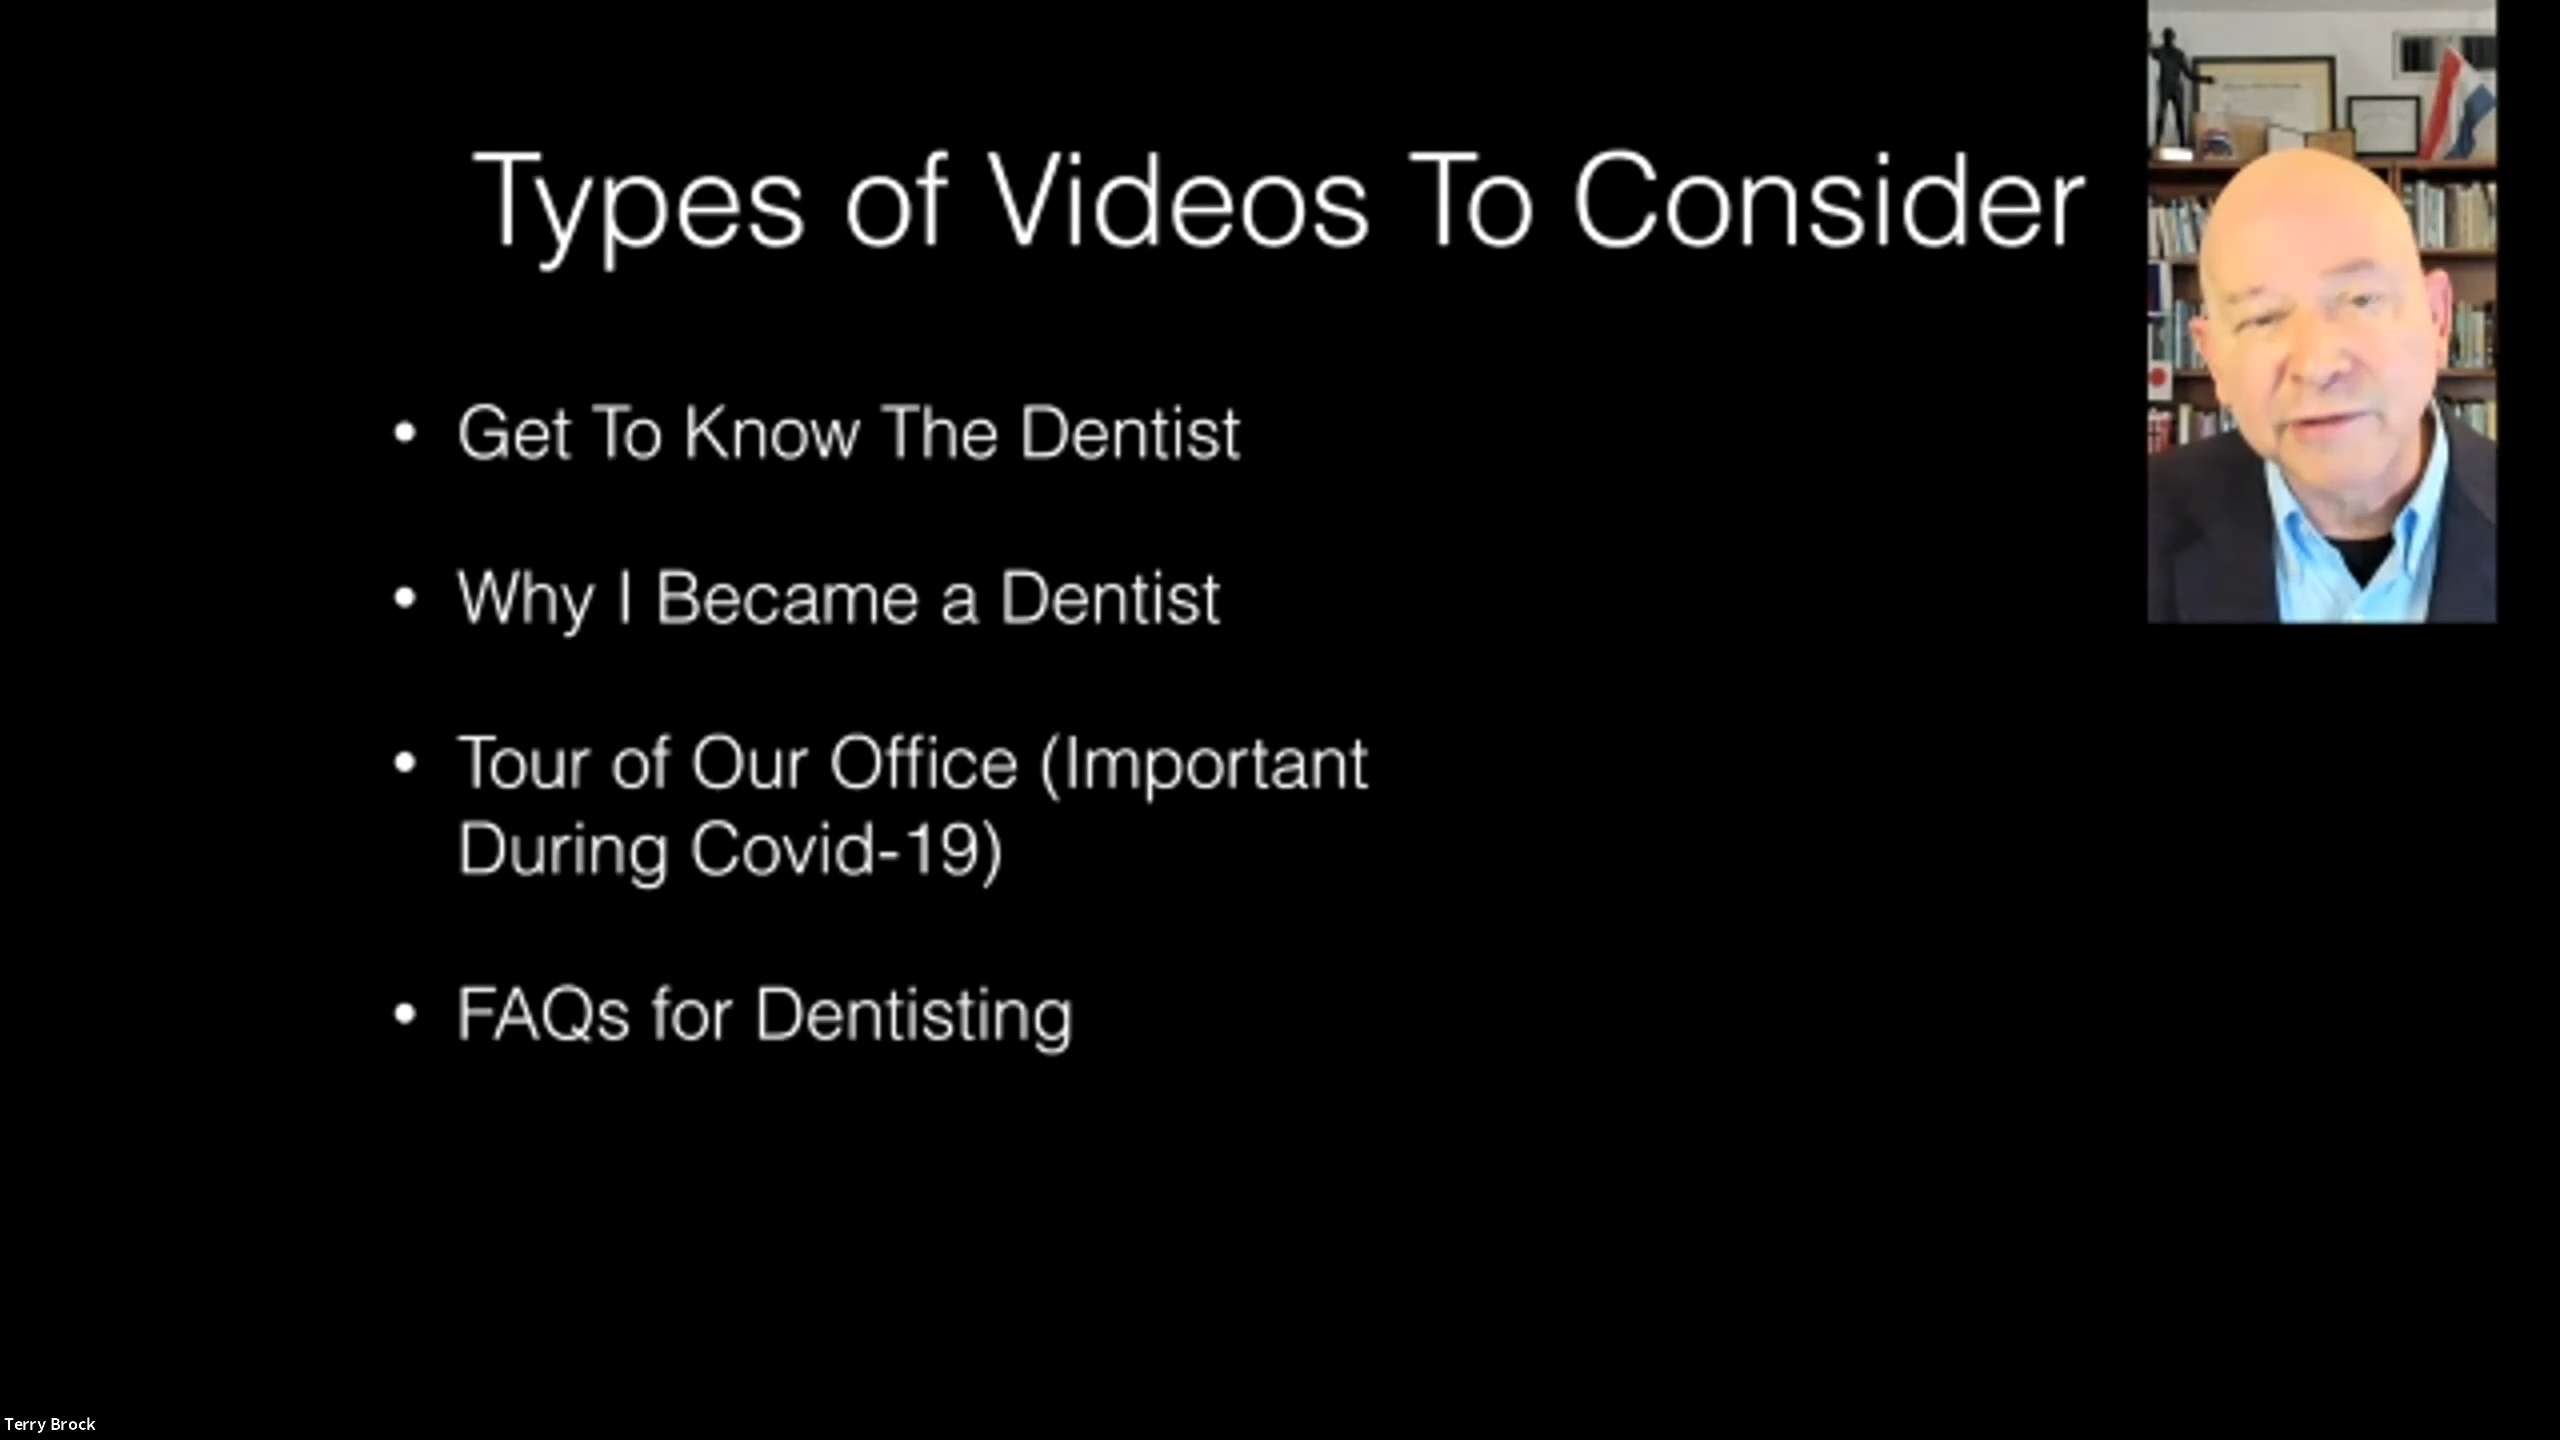 Types of Videos To Consider
• Get To Know The Dentist
• Why I Became a Dentist
• Tour of Our Office (Important
During Covid-19)
• FAQs for Dentisting
Terry Brock